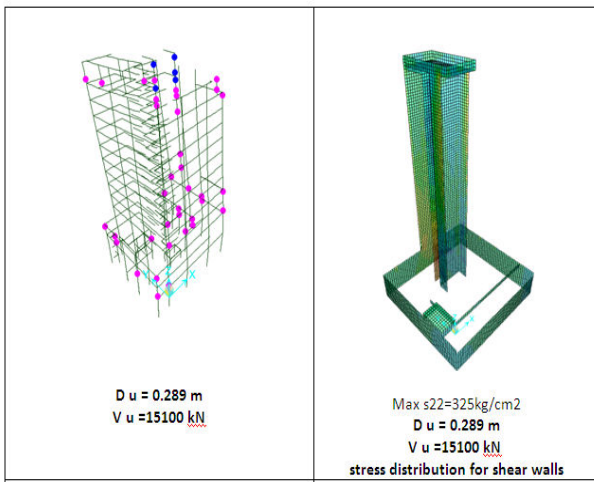 X
D u = 0.289 m
V u =15100 kN
Max s22=325kg/cm2
D u = 0.289 m
V u =15100 kN
stress distribution for shear walls